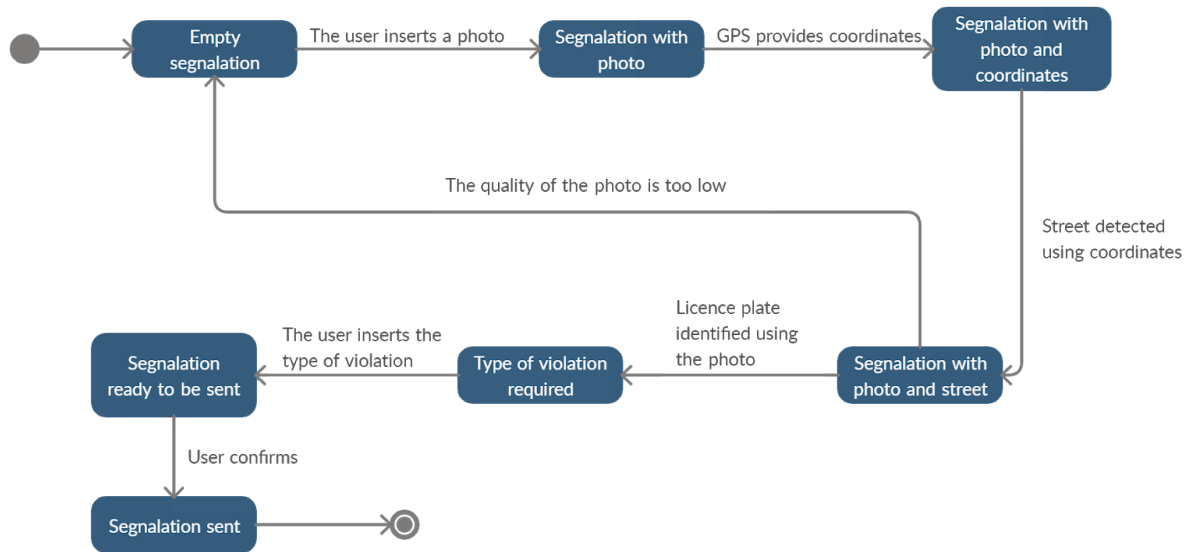 Empty
segnalation
The user inserts a photo
Segnalation with
photo
GPS provides coordinates
Segnalation with
photo and
coordinates
The quality of the photo is too low
Street detected
using coordinates
Licence plate
identified using
the photo
The user inserts the
type of violation
Segnalation
ready to be sent
Type of violation
required
Segnalation with
photo and street
User confirms
Segnalation sent